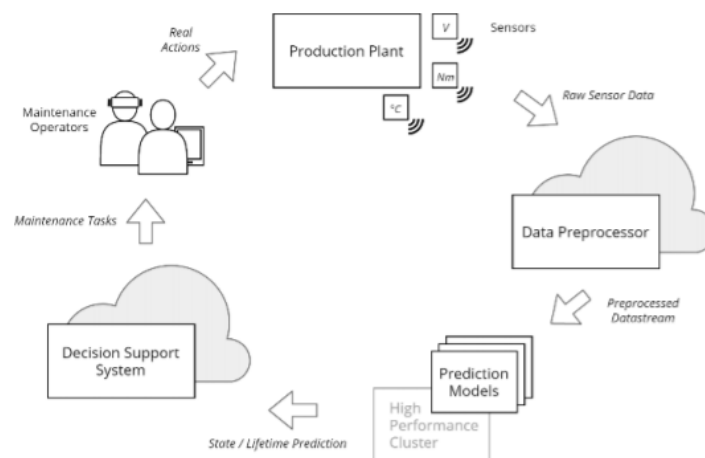 Real
Actions
Production Plant
V
Sensors
Nm
°C
Raw Sensor Data
Maintenance
Operators
Data Preprocessor
Maintenance Tasks
Preprocessed
Datastream
Decision Support
System
Prediction
Models
High
Performance
Cluster
State / Lifetime Prediction